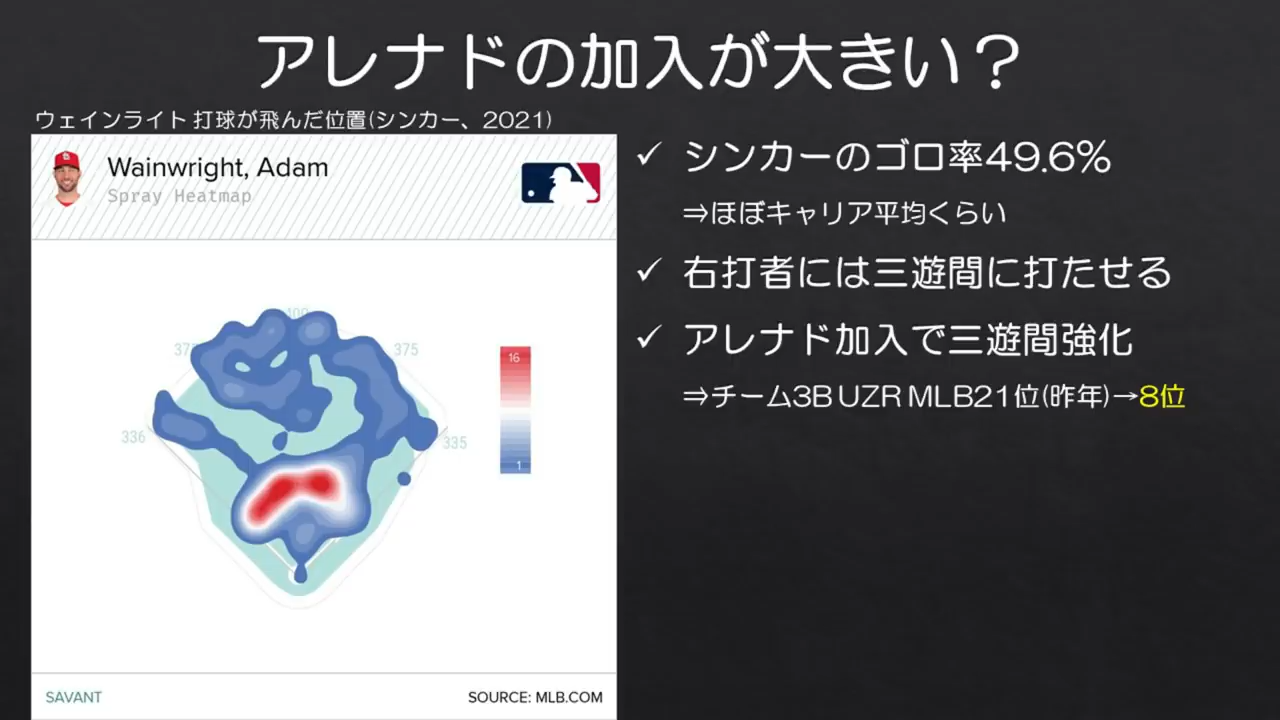 アレナドの加入が大きい？
ウェインライト 打球が飛んだ位置(シンカー、2021)
Wainwright, Adam
Spray Heatmap
400
375
336
335
16
1
SAVANT
SOURCE: MLB.COM
✓ シンカーのゴロ率49.6%
⇒ほぼキャリア平均くらい
✓ 右打者には三遊間に打たせる
✓ アレナド加入で三遊間強化
⇒チーム3B UZR MLB21位(昨年)→8位